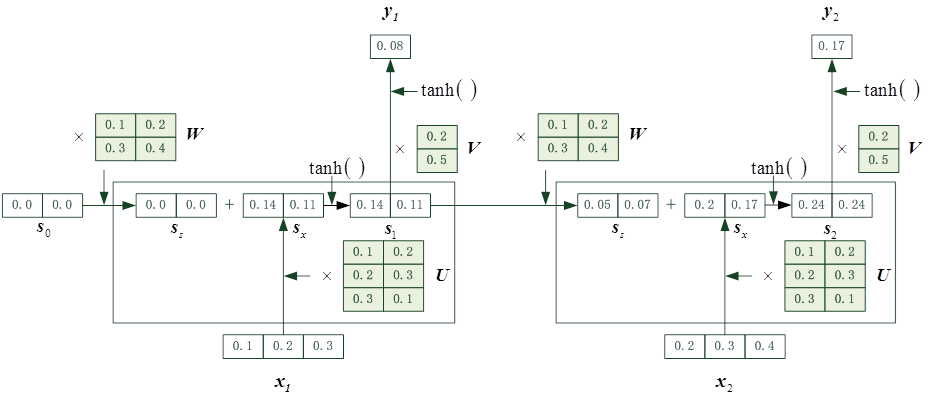 y1 y2
0.08 0.17
tanh( ) tanh( )
× 0.1 0.2 W × 0.2 V × 0.1 0.2 W × 0.2 V
0.3 0.4 0.5 0.3 0.4 0.5
tanh( ) tanh( )
0.0 0.0 0.0 0.0 + 0.14 0.11 0.14 0.11 0.05 0.07 + 0.2 0.17 0.24 0.24
s0 ss sx s1 ss sx s2
0.1 0.2 0.1 0.2
× 0.2 0.3 U × 0.2 0.3 U
0.3 0.1 0.3 0.1
0.1 0.2 0.3 0.2 0.3 0.4
x1 x2